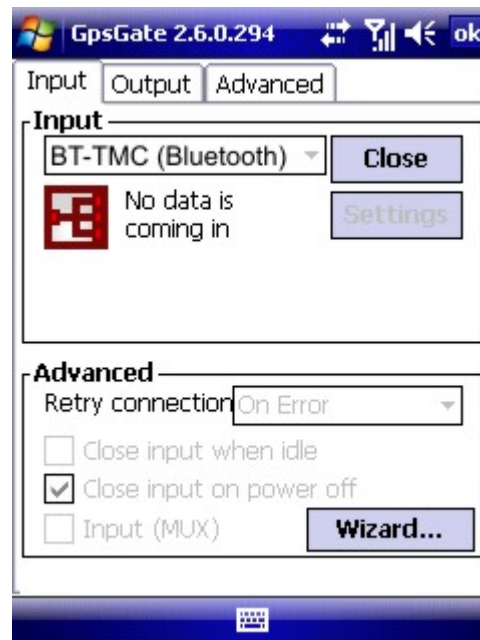 GpsGate 2.6.0.294 ok
Input Output Advanced
Input
BT-TMC (Bluetooth) Close
No data is
coming in
Settings
Advanced
Retry connection On Error
Close input when idle
Close input on power off
Input (MUX) Wizard...